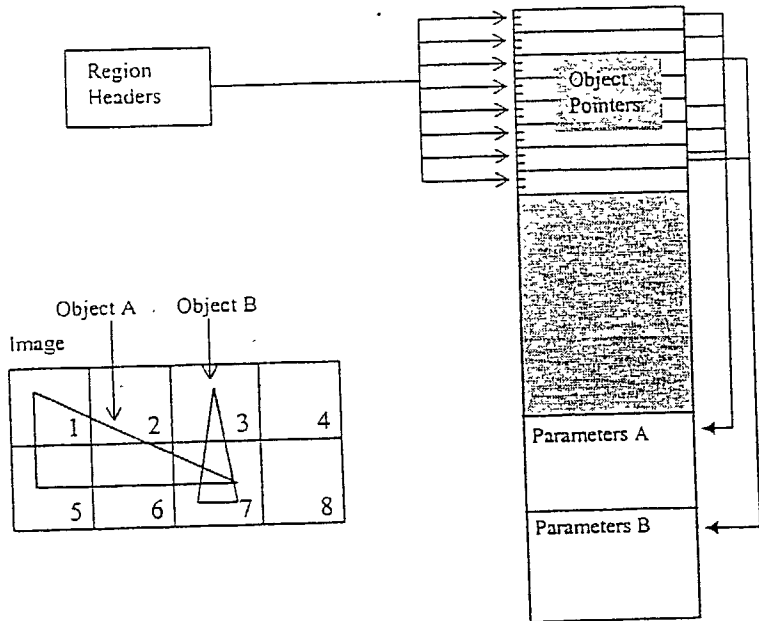 Region
Headers
Object
Pointers
Object A
Object B
Image
1
2
3
4
5
6
7
8
Parameters A
Parameters B